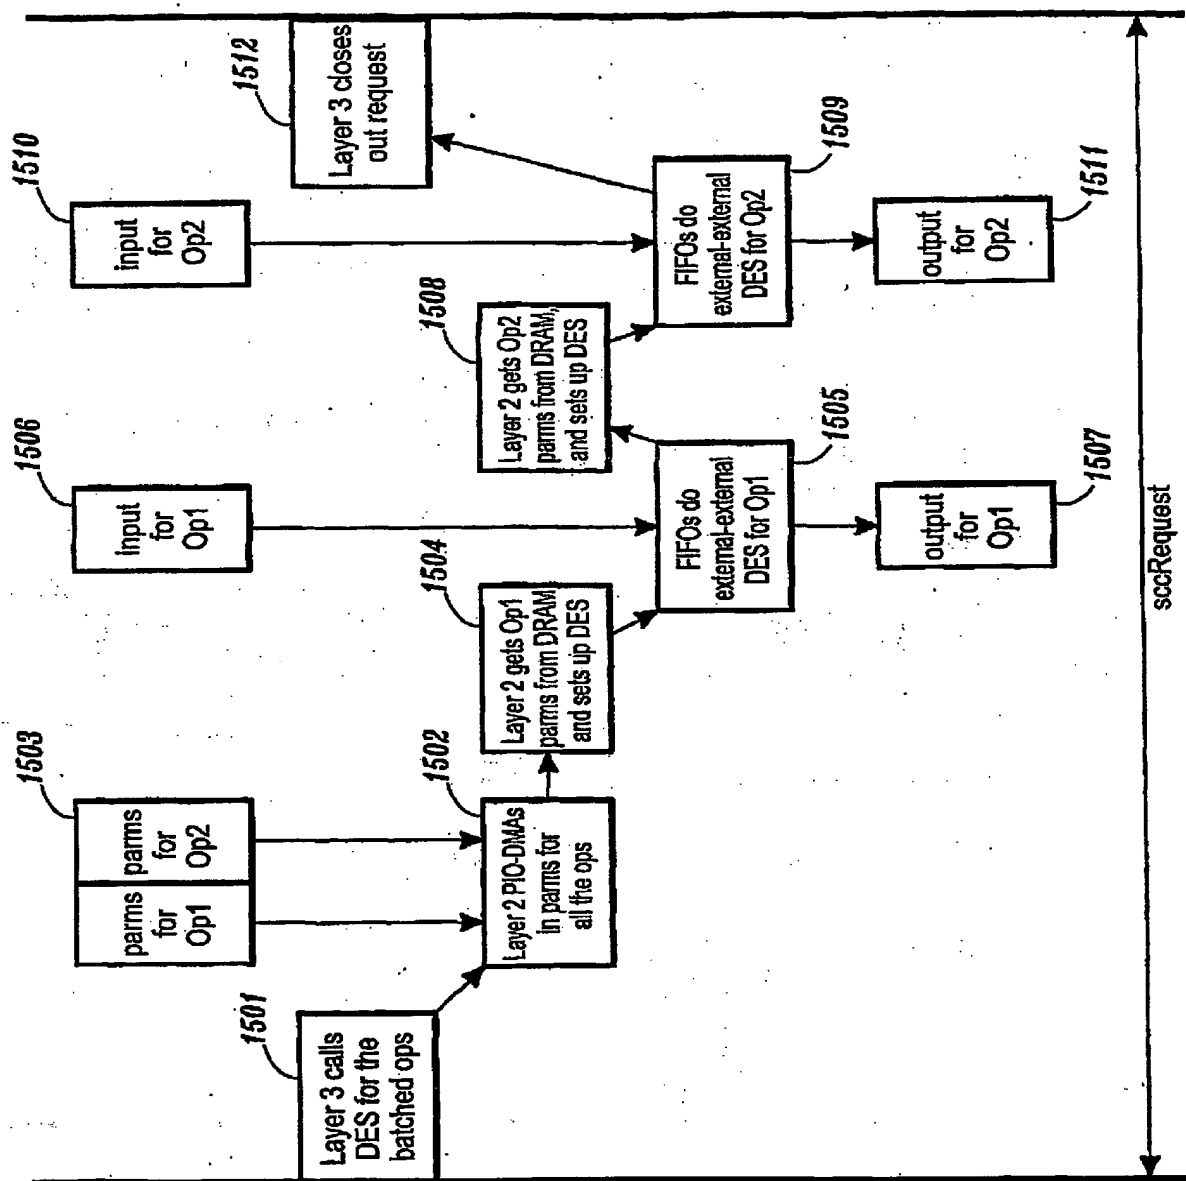 1501
Layer 3 calls
DES for the
batched ops
1503
parms
for
Op1
parms
for
Op2
1502
Layer 2 PIO-DMAs
in parms for
all the ops
1504
Layer 2 gets Op1
parms from DRAM
and sets up DES
1506
input
for
Op1
1505
FIFOs do
external-external
DES for Op1
1507
output
for
Op1
1508
Layer 2 gets Op2
parms from DRAM,
and sets up DES
1510
input
for
Op2
1509
FIFOs do
external-external
DES for Op2
1511
output
for
Op2
1512
Layer 3 closes
out request
sccRequest